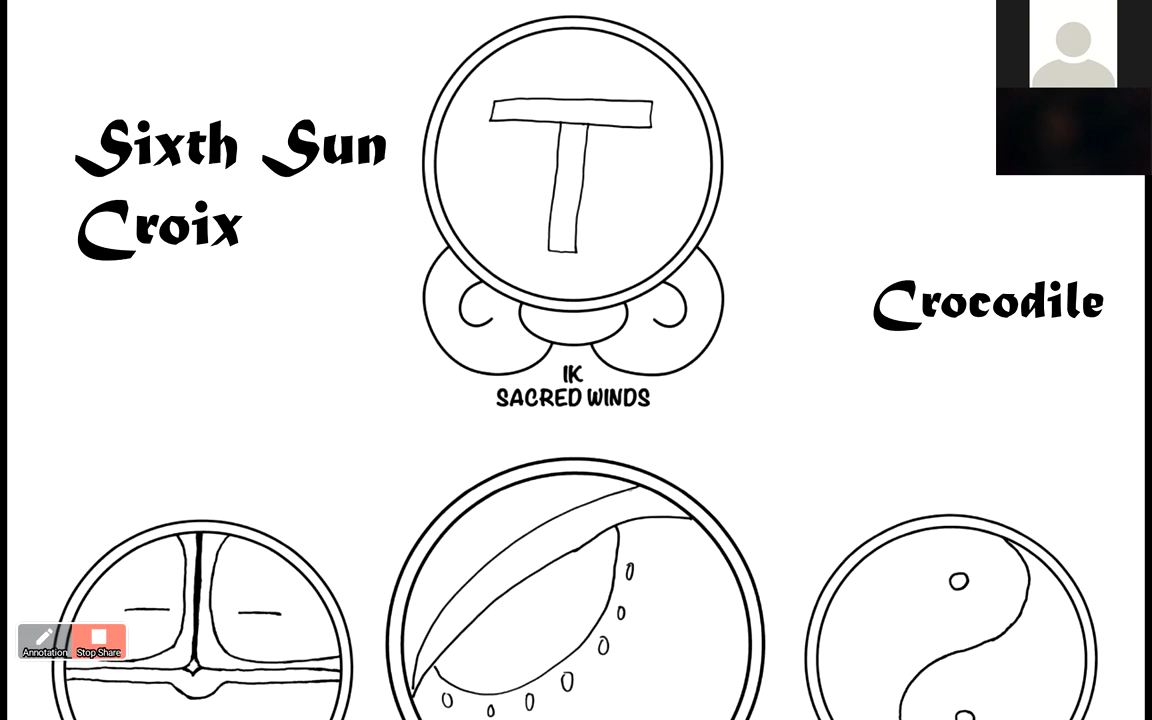 Sixth Sun
Croix
Crocodile
IK
SACRED WINDS
Annotation
Stop Share